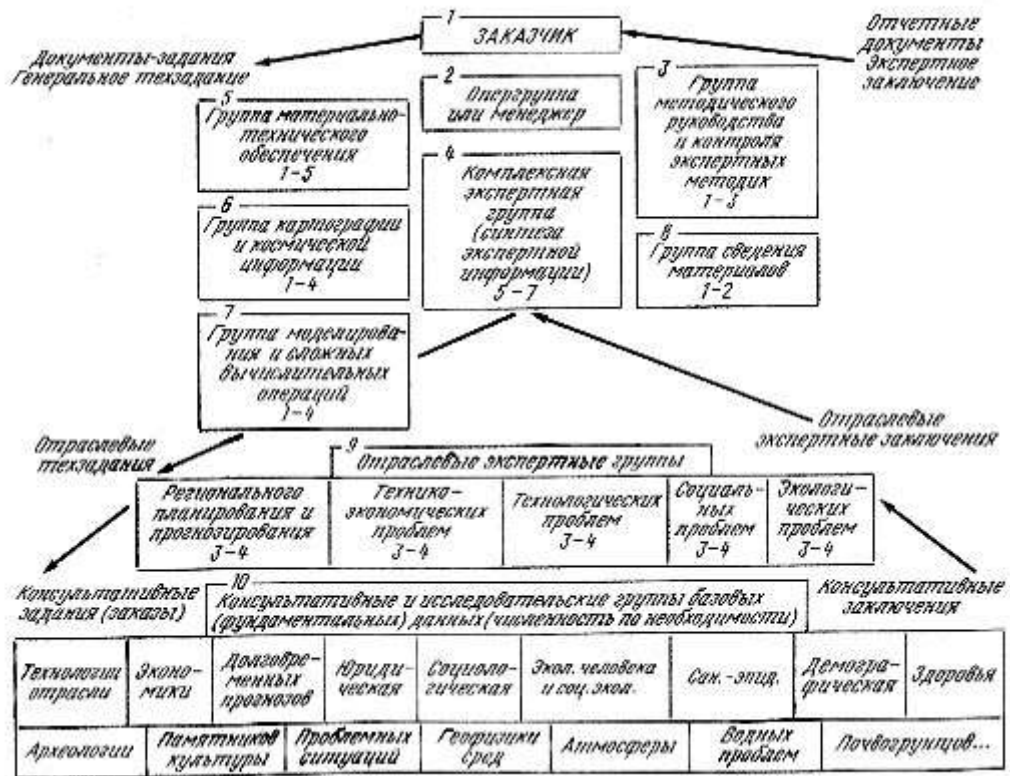 1
ЗАКАЗЧИК
Документы-задания
Генеральное техзадание
Отчетные
документы
Экспертное
заключение
2
Опергруппа
или менеджер
3
Группа
методического
руководства
и контроля
экспертных
методик
1-3
5
Группа материально-
технического
обеспечения
1-5
4
Комплексная
экспертная
группа
(синтеза
экспертной
информации)
5-7
6
Группа картографии
и космической
информации
1-4
8
Группа сведения
материалов
1-2
7
Группа моделирова-
ния и сложных
вычислительных
операций
1-4
Отраслевые
техзадания
Отраслевые
экспертные заключения
9
Отраслевые экспертные группы
Регионального
планирования и
прогнозирования
3-4
Технико-
экономических
проблем
3-4
Технологических
проблем
3-4
Социаль-
ных
проблем
3-4
Экологи-
ческих
проблем
3-4
Консультативные
задания (заказы)
10
Консультативные и исследовательские группы базовых
(фундаментальных) данных (численность по необходимости)
Консультативные
заключения
Технологии
отрасли
Эконо-
мики
Долговре-
менных
прогнозов
Юриди-
ческая
Социоло-
гическая
Экол. человека
и соц. экол.
Сан.-эпид.
Демогра-
фическая
Здоровья
Археологии
Памятников
культуры
Проблемных
ситуаций
Геофизики
сред
Атмосферы
Водных
проблем
Почвогрунтов...